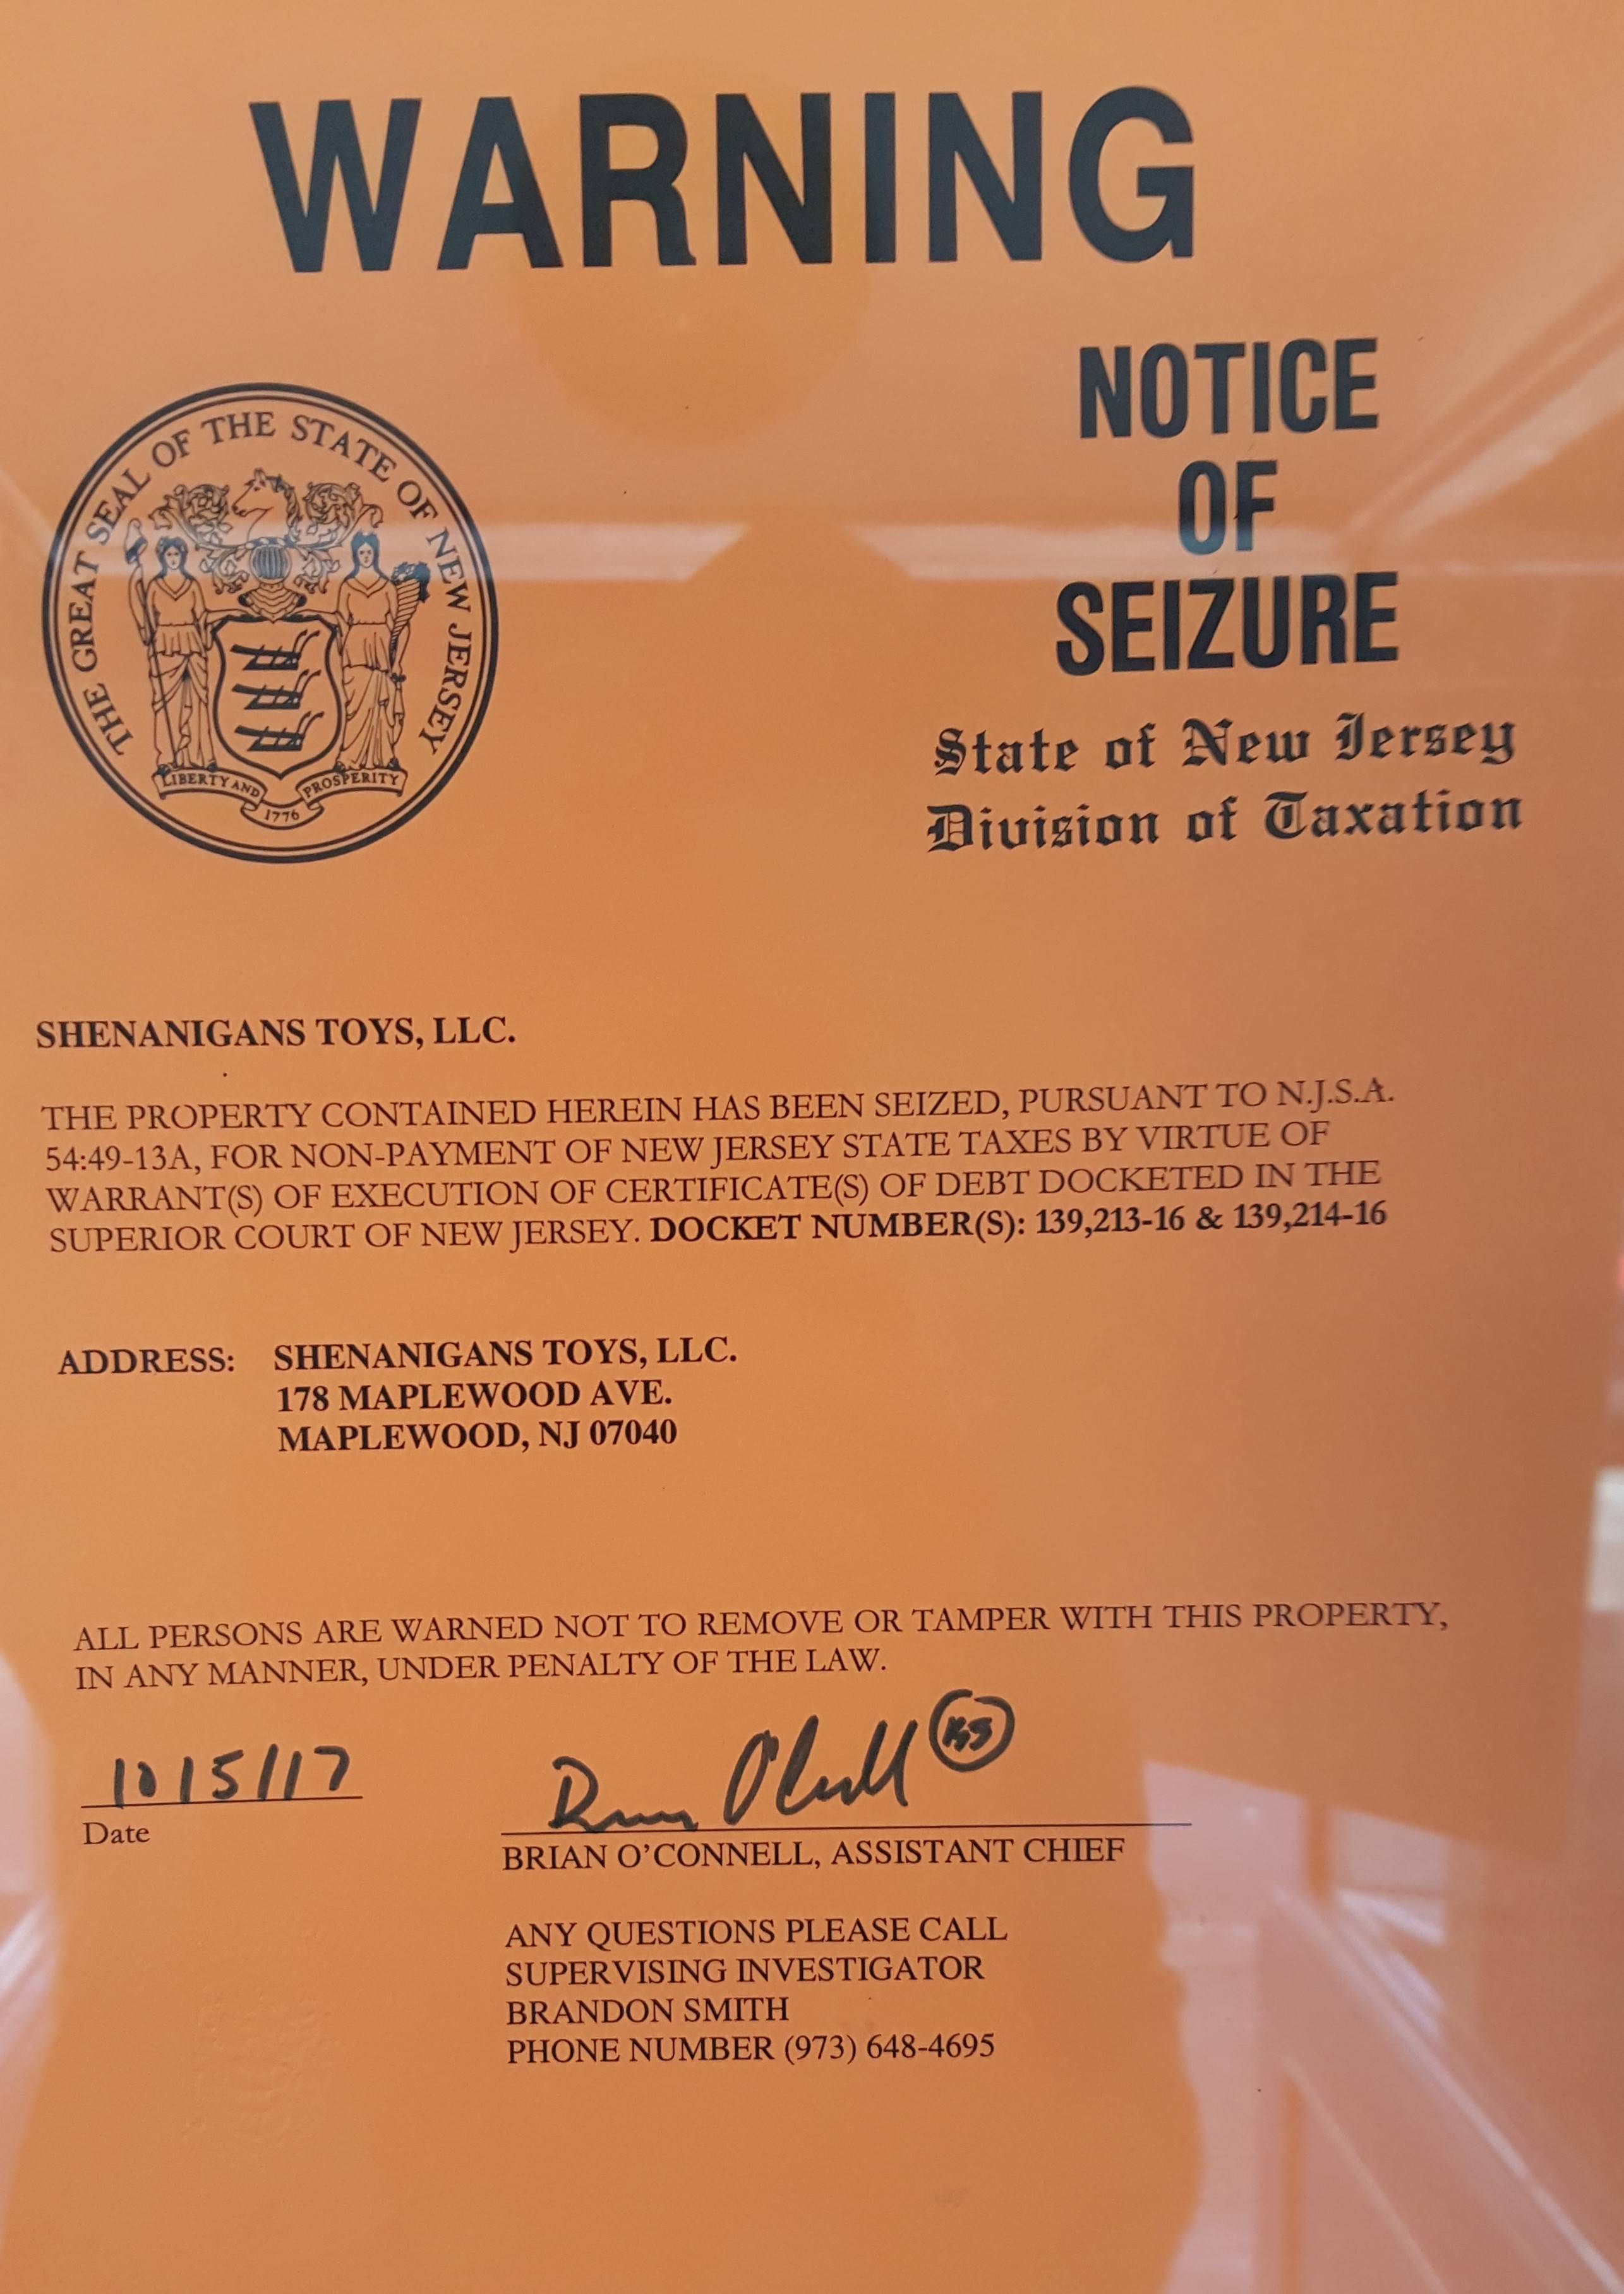 WARNING
NOTICE
OF
SEIZURE
THE GREAT SEAL OF THE STATE OF NEW JERSEY
LIBERTY AND PROSPERITY
1776
State of New Jersey
Division of Taxation
SHENANIGANS TOYS, LLC.
THE PROPERTY CONTAINED HEREIN HAS BEEN SEIZED, PURSUANT TO N.J.S.A.
54:49-13A, FOR NON-PAYMENT OF NEW JERSEY STATE TAXES BY VIRTUE OF
WARRANT(S) OF EXECUTION OF CERTIFICATE(S) OF DEBT DOCKETED IN THE
SUPERIOR COURT OF NEW JERSEY. DOCKET NUMBER(S): 139,213-16 & 139,214-16
ADDRESS: SHENANIGANS TOYS, LLC.
178 MAPLEWOOD AVE.
MAPLEWOOD, NJ 07040
ALL PERSONS ARE WARNED NOT TO REMOVE OR TAMPER WITH THIS PROPERTY,
IN ANY MANNER, UNDER PENALTY OF THE LAW.
10/5/17
Date
BRIAN O'CONNELL, ASSISTANT CHIEF
ANY QUESTIONS PLEASE CALL
SUPERVISING INVESTIGATOR
BRANDON SMITH
PHONE NUMBER (973) 648-4695